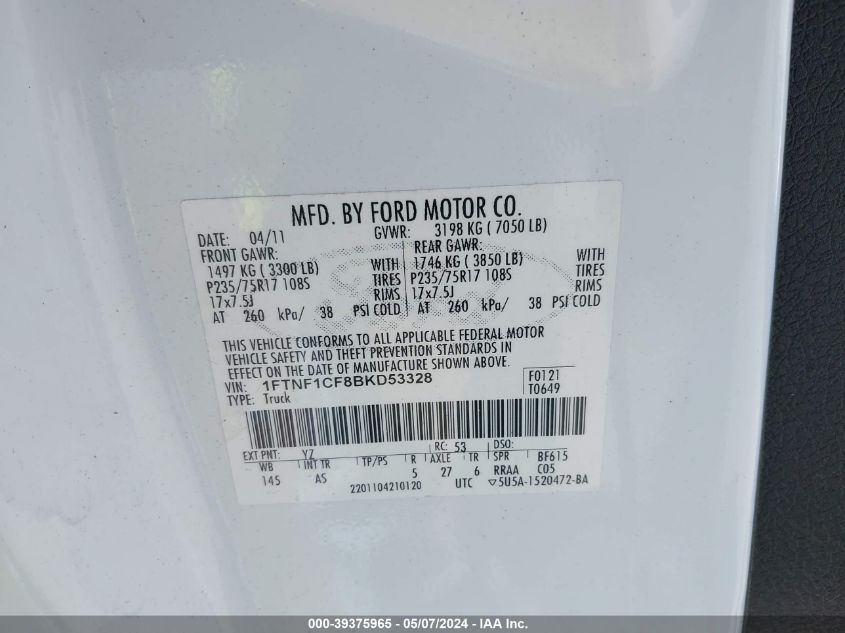 MFD. BY FORD MOTOR CO.
DATE: 04/11 GVWR: 3198 KG ( 7050 LB)
FRONT GAWR: REAR GAWR:
1497 KG ( 3300 LB) WITH 1746 KG ( 3850 LB) WITH
P235/75R17 108S TIRES P235/75R17 108S TIRES
17x7.5J RIMS 17x7.5J RIMS
AT 260 kPa/ 38 PSI COLD AT 260 kPa/ 38 PSI COLD
THIS VEHICLE CONFORMS TO ALL APPLICABLE FEDERAL MOTOR
VEHICLE SAFETY AND THEFT PREVENTION STANDARDS IN
EFFECT ON THE DATE OF MANUFACTURE SHOWN ABOVE.
VIN: 1FTNF1CF8BKD53328 F0121
TYPE: Truck T0649
EXT PNT: YZ RC: 53 DSO:
WB INT TR TP/PS R AXLE TR SPR BF615
145 AS 5 27 6 RRAA C05
2201104210120 UTC ▽5U5A-1520472-BA
000-39375965 - 05/07/2024 - IAA Inc.